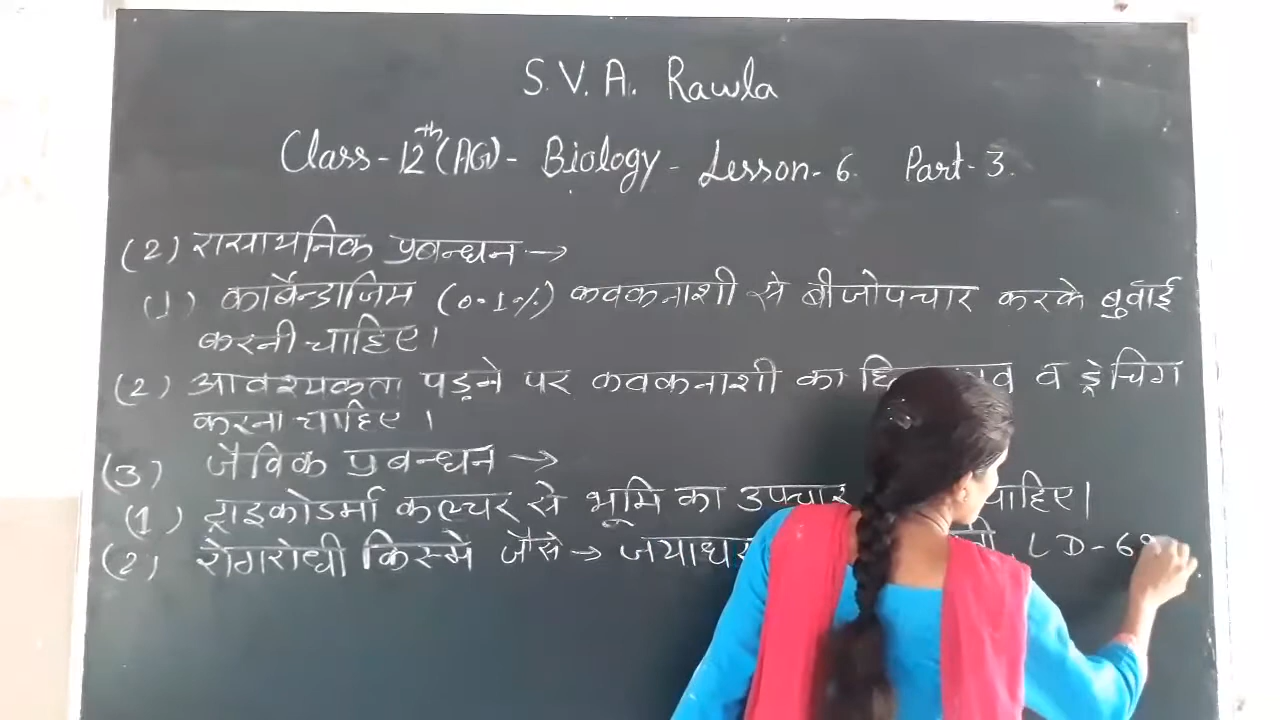 S.V.A. Rawla
Class-12th (AG) - Biology - Lesson-6. Part-3.
(2) रासायनिक प्रबन्धन →
(1) कार्बेन्डाजिम (0.1%) कवकनाशी से बीजोपचार करके बुवाई
करनी चाहिए।
(2) आवश्यकता पड़ने पर कवकनाशी का व ड्रेचिंग
करना चाहिए।
(3) जैविक प्रबन्धन →
(1) ट्राइकोडर्मा कल्चर से भूमि का उपचार चाहिए।
(2) रोगरोधी किस्मे जैसे → LD-6